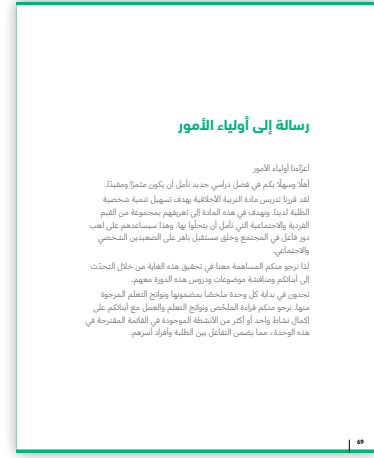 رسالة إلى أولياء الأمور
أعزّاءنا أولياء الأمور
أهلًا وسهلًا بكم في فصل دراسي جديد نأمل أن يكون مثمرًا ومفيدًا.
لقد قررنا تدريس مادة التربية الأخلاقية بهدف تسهيل تنمية شخصية
الطلبة لدينا. ونهدف في هذه المادة إلى تعريفهم بمجموعة من القيم
الفردية والاجتماعية التي نأمل أن يتحلّوا بها. وهذا سيساعدهم على لعب
دور فاعل في المجتمع وخلق مستقبل باهر على الصعيدين الشخصي
والاجتماعي.
لذا نرجو منكم المساهمة معنا في تحقيق هذه الغاية من خلال التحدّث
إلى أبنائكم ومناقشة موضوعات ودروس هذه الدورة معهم.
تجدون في بداية كل وحدة ملخصًا بمضمونها ونواتج التعلم المرجوة
منها. نرجو منكم قراءة الملخّص ونواتج التعلم والعمل مع أبنائكم على
إكمال نشاط واحد أو أكثر من الأنشطة الموجودة في القائمة المقترحة في
هذه الوحدة، مما يضمن التفاعل بين الطلبة وأفراد أسرهم.
69